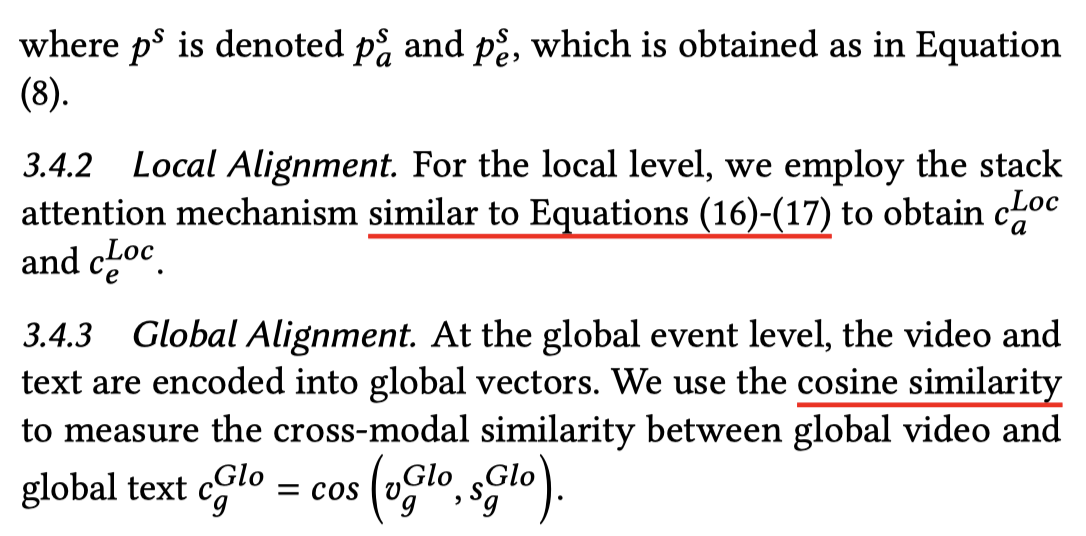 where p^s is denoted p_a^s and p_e^s, which is obtained as in Equation
(8).
3.4.2 Local Alignment. For the local level, we employ the stack
attention mechanism similar to Equations (16)-(17) to obtain c_a^{Loc}
and c_e^{Loc}.
3.4.3 Global Alignment. At the global event level, the video and
text are encoded into global vectors. We use the cosine similarity
to measure the cross-modal similarity between global video and
global text c_g^{Glo} = cos (v_g^{Glo}, s_g^{Glo}).